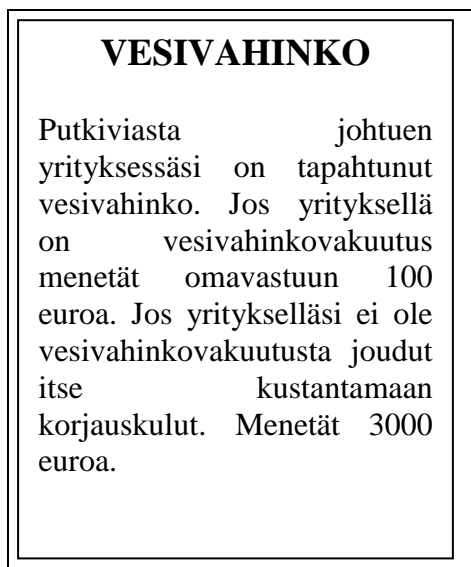 VESIVAHINKO
Putkiviasta johtuen
yrityksessäsi on tapahtunut
vesivahinko. Jos yrityksellä
on vesivahinkovakuutus
menetät omavastuun 100
euroa. Jos yritykselläsi ei ole
vesivahinkovakuutusta joudut
itse kustantamaan
korjauskulut. Menetät 3000
euroa.